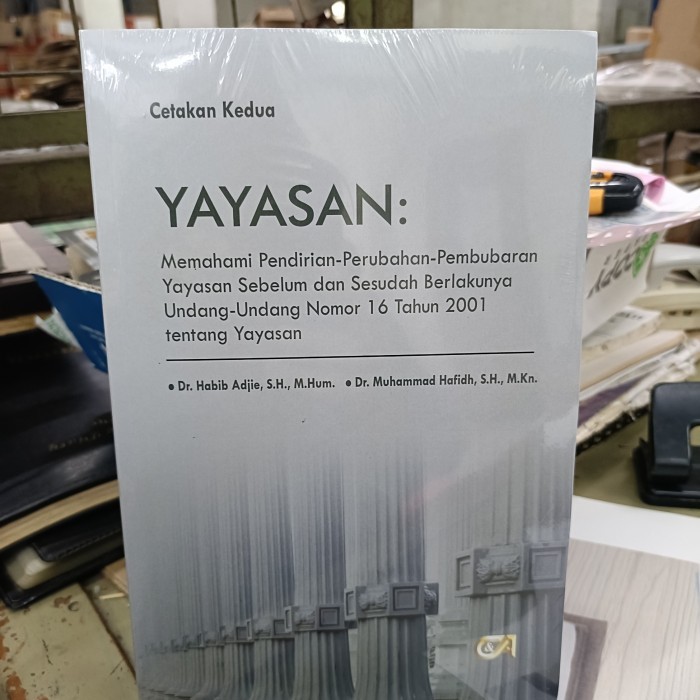 Cetakan Kedua
YAYASAN:
Memahami Pendirian-Perubahan-Pembubaran
Yayasan Sebelum dan Sesudah Berlakunya
Undang-Undang Nomor 16 Tahun 2001
tentang Yayasan
• Dr. Habib Adjie, S.H., M.Hum. • Dr. Muhammad Hafidh, S.H., M.Kn.